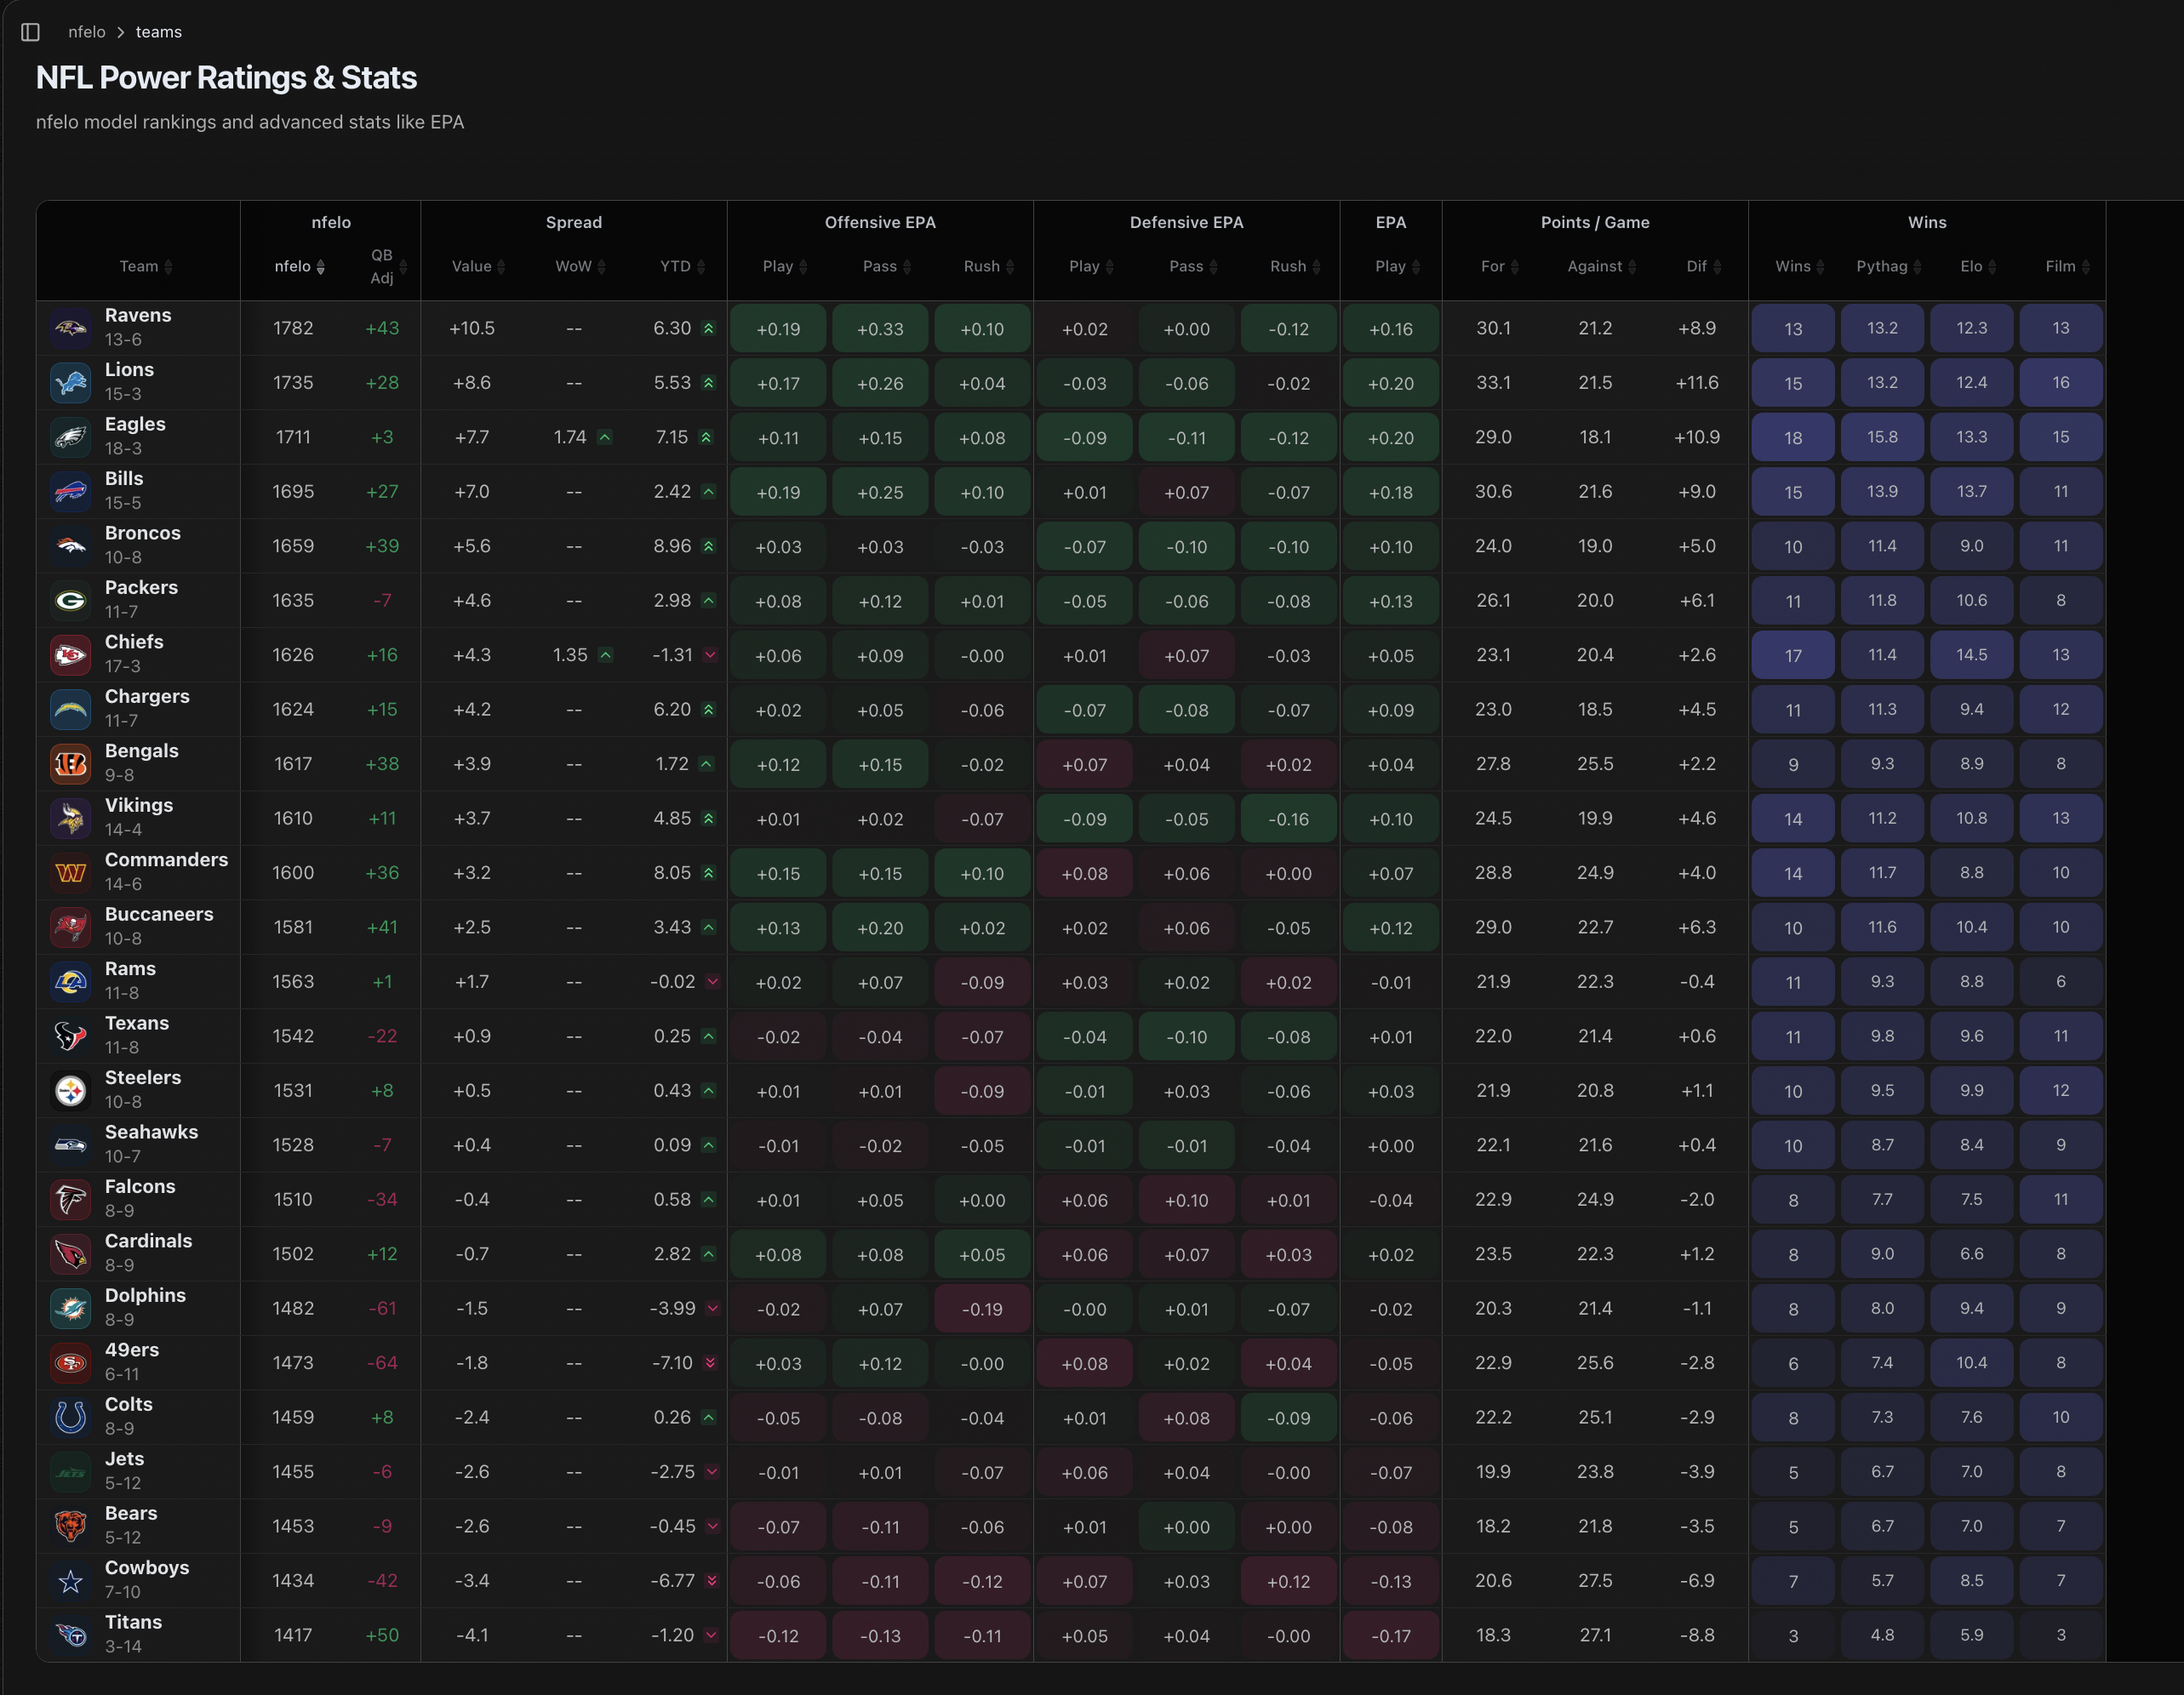 nfelo > teams
NFL Power Ratings & Stats
nfelo model rankings and advanced stats like EPA
nfelo Spread Offensive EPA Defensive EPA EPA Points / Game Wins
Team nfelo QB Adj Value WoW YTD Play Pass Rush Play Pass Rush Play For Against Dif Wins Pythag Elo Film
Ravens 13-6 1782 +43 +10.5 -- 6.30 +0.19 +0.33 +0.10 +0.02 +0.00 -0.12 +0.16 30.1 21.2 +8.9 13 13.2 12.3 13
Lions 15-3 1735 +28 +8.6 -- 5.53 +0.17 +0.26 +0.04 -0.03 -0.06 -0.02 +0.20 33.1 21.5 +11.6 15 13.2 12.4 16
Eagles 18-3 1711 +3 +7.7 1.74 7.15 +0.11 +0.15 +0.08 -0.09 -0.11 -0.12 +0.20 29.0 18.1 +10.9 18 15.8 13.3 15
Bills 15-5 1695 +27 +7.0 -- 2.42 +0.19 +0.25 +0.10 +0.01 +0.07 -0.07 +0.18 30.6 21.6 +9.0 15 13.9 13.7 11
Broncos 10-8 1659 +39 +5.6 -- 8.96 +0.03 +0.03 -0.03 -0.07 -0.10 -0.10 +0.10 24.0 19.0 +5.0 10 11.4 9.0 11
Packers 11-7 1635 -7 +4.6 -- 2.98 +0.08 +0.12 +0.01 -0.05 -0.06 -0.08 +0.13 26.1 20.0 +6.1 11 11.8 10.6 8
Chiefs 17-3 1626 +16 +4.3 1.35 -1.31 +0.06 +0.09 -0.00 +0.01 +0.07 -0.03 +0.05 23.1 20.4 +2.6 17 11.4 14.5 13
Chargers 11-7 1624 +15 +4.2 -- 6.20 +0.02 +0.05 -0.06 -0.07 -0.08 -0.07 +0.09 23.0 18.5 +4.5 11 11.3 9.4 12
Bengals 9-8 1617 +38 +3.9 -- 1.72 +0.12 +0.15 -0.02 +0.07 +0.04 +0.02 +0.04 27.8 25.5 +2.2 9 9.3 8.9 8
Vikings 14-4 1610 +11 +3.7 -- 4.85 +0.01 +0.02 -0.07 -0.09 -0.05 -0.16 +0.10 24.5 19.9 +4.6 14 11.2 10.8 13
Commanders 14-6 1600 +36 +3.2 -- 8.05 +0.15 +0.15 +0.10 +0.08 +0.06 +0.00 +0.07 28.8 24.9 +4.0 14 11.7 8.8 10
Buccaneers 10-8 1581 +41 +2.5 -- 3.43 +0.13 +0.20 +0.02 +0.02 +0.06 -0.05 +0.12 29.0 22.7 +6.3 10 11.6 10.4 10
Rams 11-8 1563 +1 +1.7 -- -0.02 +0.02 +0.07 -0.09 +0.03 +0.02 +0.02 -0.01 21.9 22.3 -0.4 11 9.3 8.8 6
Texans 11-8 1542 -22 +0.9 -- 0.25 -0.02 -0.04 -0.07 -0.04 -0.10 -0.08 +0.01 22.0 21.4 +0.6 11 9.8 9.6 11
Steelers 10-8 1531 +8 +0.5 -- 0.43 +0.01 +0.01 -0.09 -0.01 +0.03 -0.06 +0.03 21.9 20.8 +1.1 10 9.5 9.9 12
Seahawks 10-7 1528 -7 +0.4 -- 0.09 -0.01 -0.02 -0.05 -0.01 -0.01 -0.04 +0.00 22.1 21.6 +0.4 10 8.7 8.4 9
Falcons 8-9 1510 -34 -0.4 -- 0.58 +0.01 +0.05 +0.00 +0.06 +0.10 +0.01 -0.04 22.9 24.9 -2.0 8 7.7 7.5 11
Cardinals 8-9 1502 +12 -0.7 -- 2.82 +0.08 +0.08 +0.05 +0.06 +0.07 +0.03 +0.02 23.5 22.3 +1.2 8 9.0 6.6 8
Dolphins 8-9 1482 -61 -1.5 -- -3.99 -0.02 +0.07 -0.19 -0.00 +0.01 -0.07 -0.02 20.3 21.4 -1.1 8 8.0 9.4 9
49ers 6-11 1473 -64 -1.8 -- -7.10 +0.03 +0.12 -0.00 +0.08 +0.02 +0.04 -0.05 22.9 25.6 -2.8 6 7.4 10.4 8
Colts 8-9 1459 +8 -2.4 -- 0.26 -0.05 -0.08 -0.04 +0.01 +0.08 -0.09 -0.06 22.2 25.1 -2.9 8 7.3 7.6 10
Jets 5-12 1455 -6 -2.6 -- -2.75 -0.01 +0.01 -0.07 +0.06 +0.04 -0.00 -0.07 19.9 23.8 -3.9 5 6.7 7.0 8
Bears 5-12 1453 -9 -2.6 -- -0.45 -0.07 -0.11 -0.06 +0.01 +0.00 +0.00 -0.08 18.2 21.8 -3.5 5 6.7 7.0 7
Cowboys 7-10 1434 -42 -3.4 -- -6.77 -0.06 -0.11 -0.12 +0.07 +0.03 +0.12 -0.13 20.6 27.5 -6.9 7 5.7 8.5 7
Titans 3-14 1417 +50 -4.1 -- -1.20 -0.12 -0.13 -0.11 +0.05 +0.04 -0.00 -0.17 18.3 27.1 -8.8 3 4.8 5.9 3